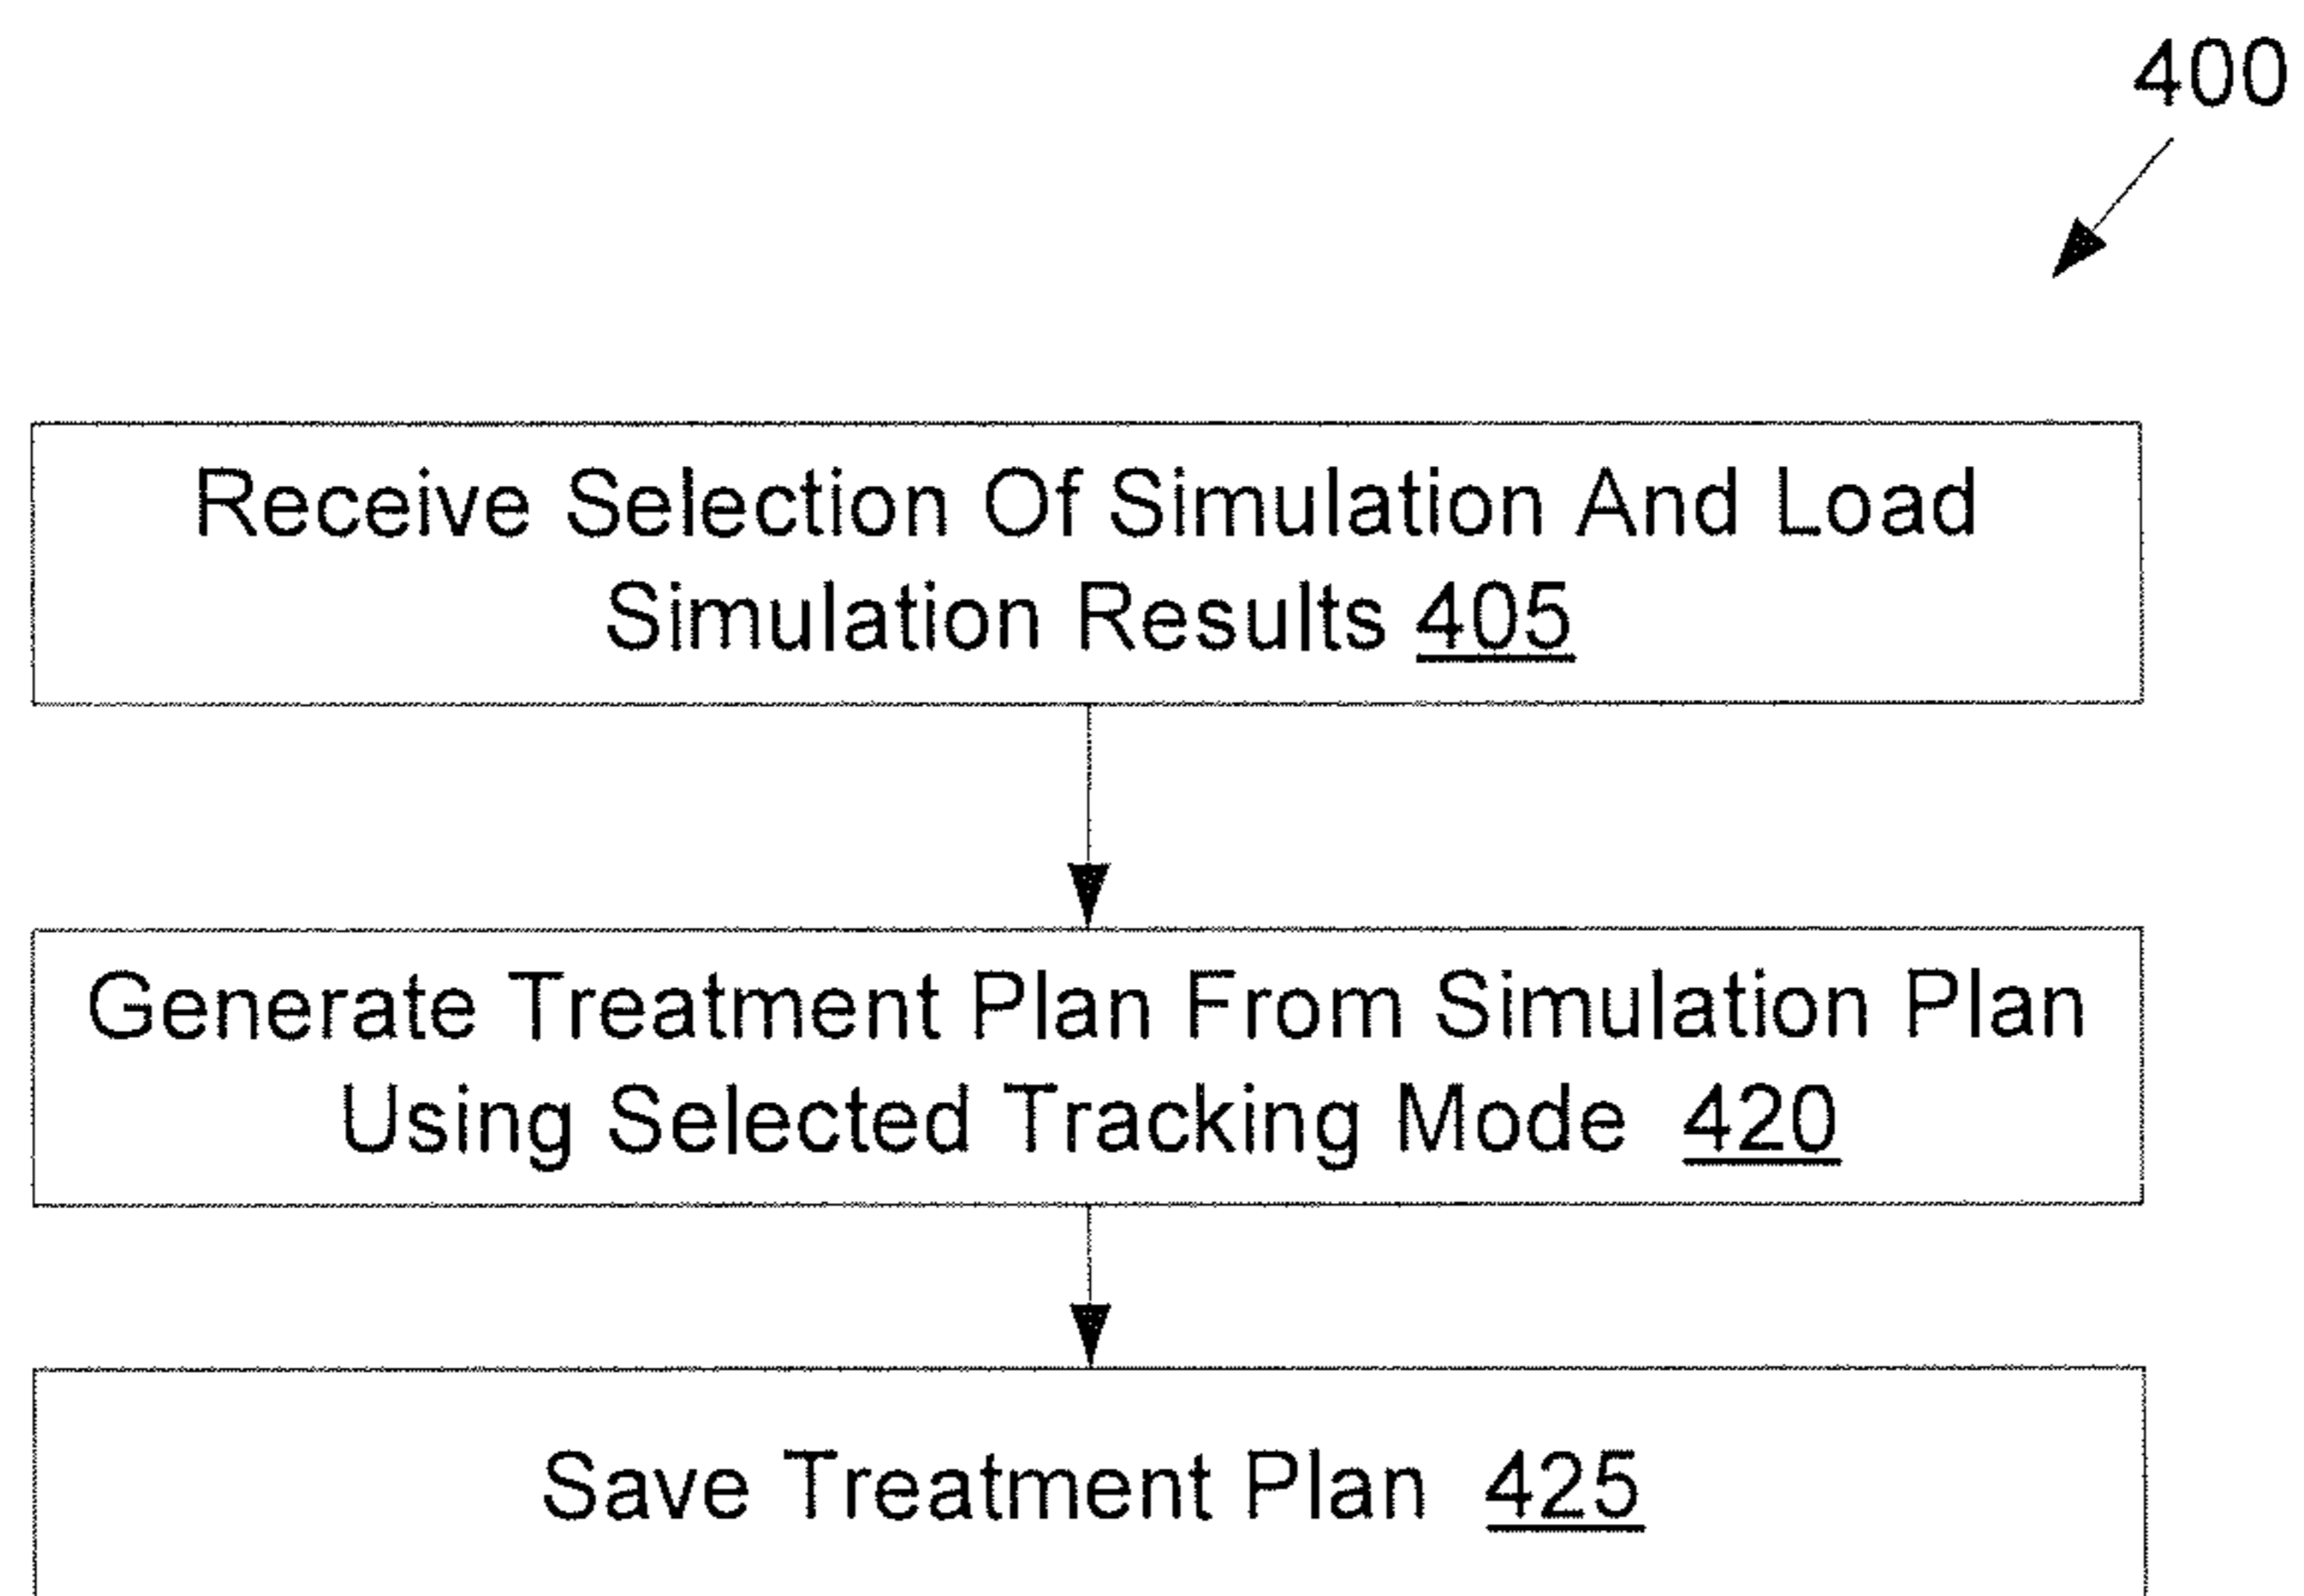 400
Receive Selection Of Simulation And Load
Simulation Results 405
Generate Treatment Plan From Simulation Plan
Using Selected Tracking Mode 420
Save Treatment Plan 425